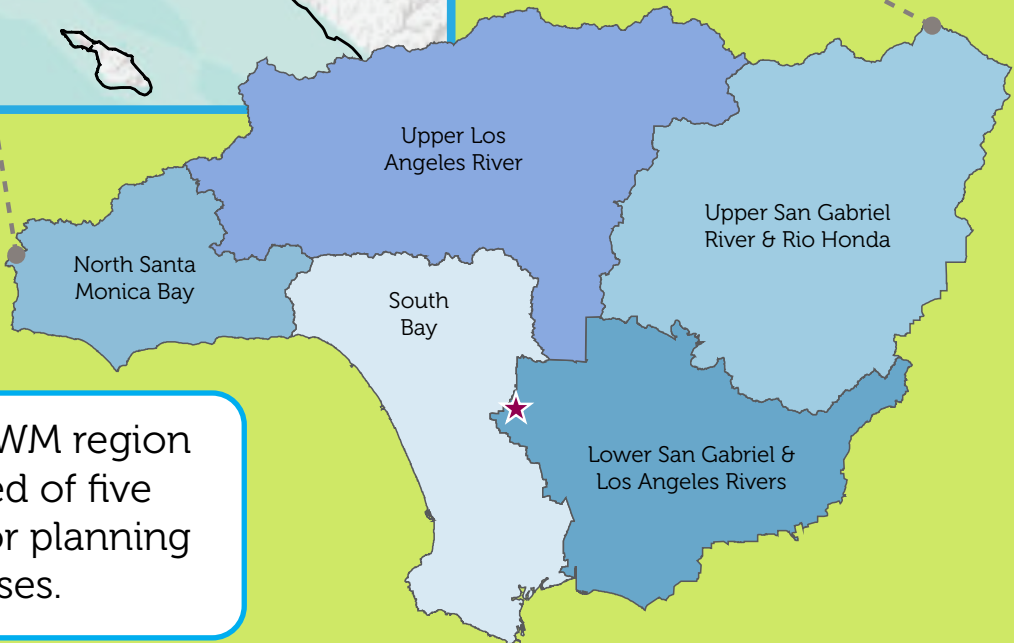 Upper Los
Angeles River
Upper San Gabriel
River & Rio Honda
North Santa
Monica Bay
South
Bay
Lower San Gabriel &
Los Angeles Rivers
WM region
ed of five
or planning
ses.